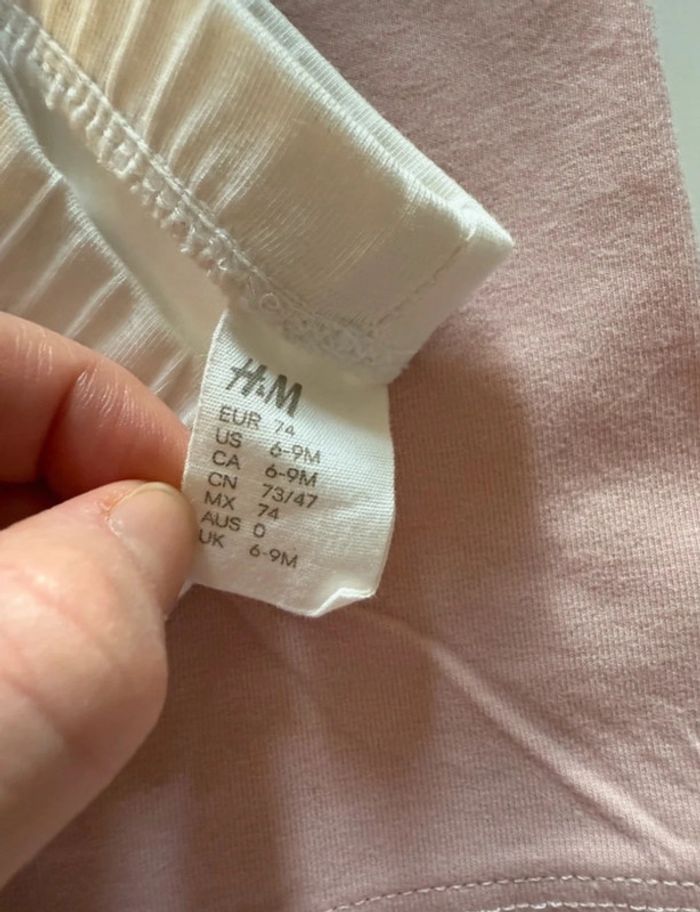 H&M
EUR 74
US 6-9M
CA 6-9M
CN 73/47
MX 74
AUS 0
UK 6-9M